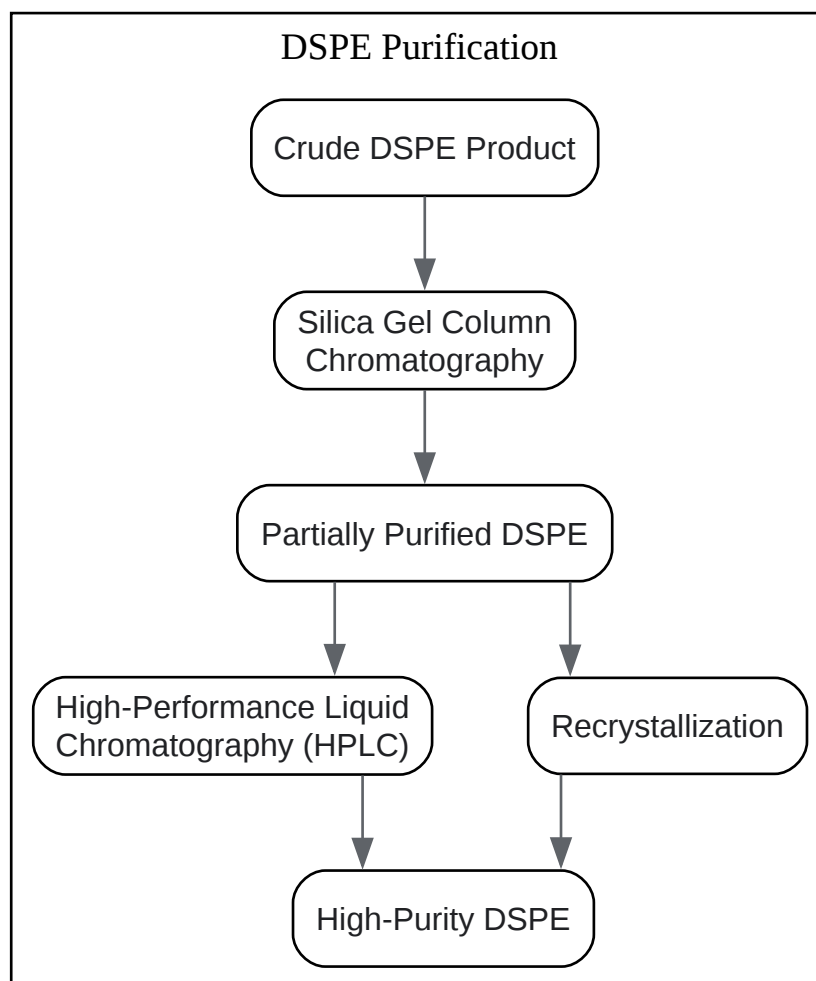 DSPE Purification
Crude DSPE Product
Silica Gel Column
Chromatography
Partially Purified DSPE
High-Performance Liquid
Chromatography (HPLC)
Recrystallization
High-Purity DSPE